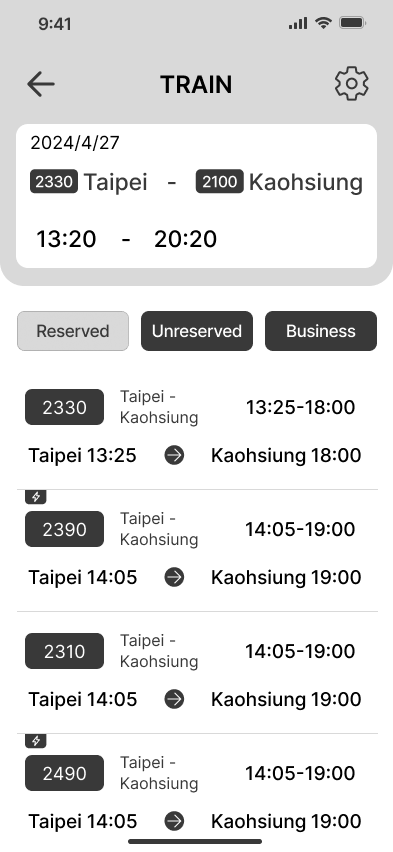 9:41
TRAIN
2024/4/27
2330 Taipei - 2100 Kaohsiung
13:20 - 20:20
Reserved Unreserved Business
2330 Taipei - Kaohsiung 13:25-18:00
Taipei 13:25 Kaohsiung 18:00
2390 Taipei - Kaohsiung 14:05-19:00
Taipei 14:05 Kaohsiung 19:00
2310 Taipei - Kaohsiung 14:05-19:00
Taipei 14:05 Kaohsiung 19:00
2490 Taipei - Kaohsiung 14:05-19:00
Taipei 14:05 Kaohsiung 19:00